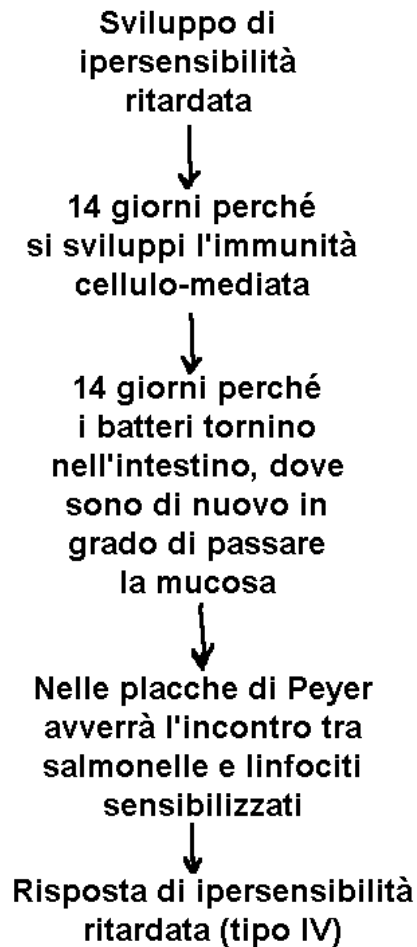 Sviluppo di
ipersensibilità
ritardata
14 giorni perché
si sviluppi l'immunità
cellulo-mediata
14 giorni perché
i batteri tornino
nell'intestino, dove
sono di nuovo in
grado di passare
la mucosa
Nelle placche di Peyer
avverrà l'incontro tra
salmonelle e linfociti
sensibilizzati
Risposta di ipersensibilità
ritardata (tipo IV)